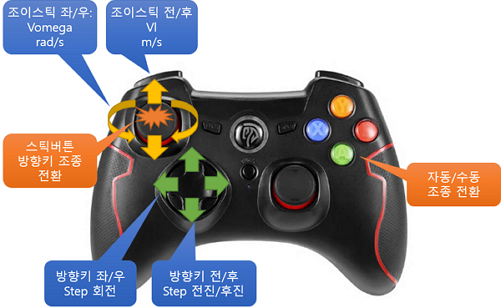 조이스틱 좌/우:
Vomega
rad/s
조이스틱 전/후
Vl
m/s
Y
X
B
A
스틱버튼
방향키 조종
전환
자동/수동
조종 전환
방향키 좌/우
Step 회전
방향키 전/후
Step 전진/후진